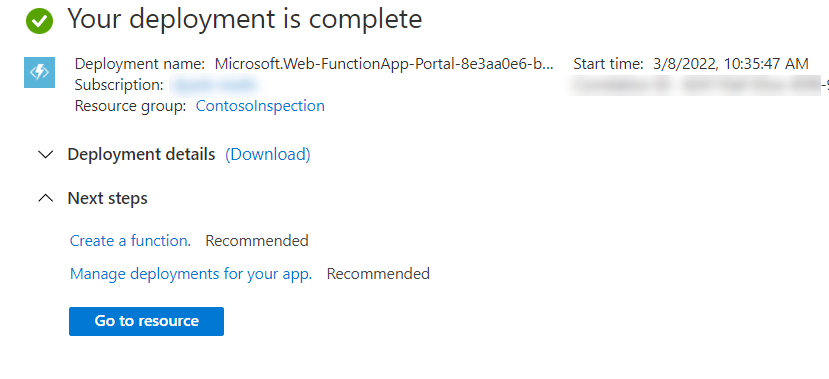 Your deployment is complete
Deployment name: Microsoft.Web-FunctionApp-Portal-8e3aa0e6-b... Start time: 3/8/2022, 10:35:47 AM
Subscription:
Resource group: ContosoInspection
Deployment details (Download)
Next steps
Create a function. Recommended
Manage deployments for your app. Recommended
Go to resource